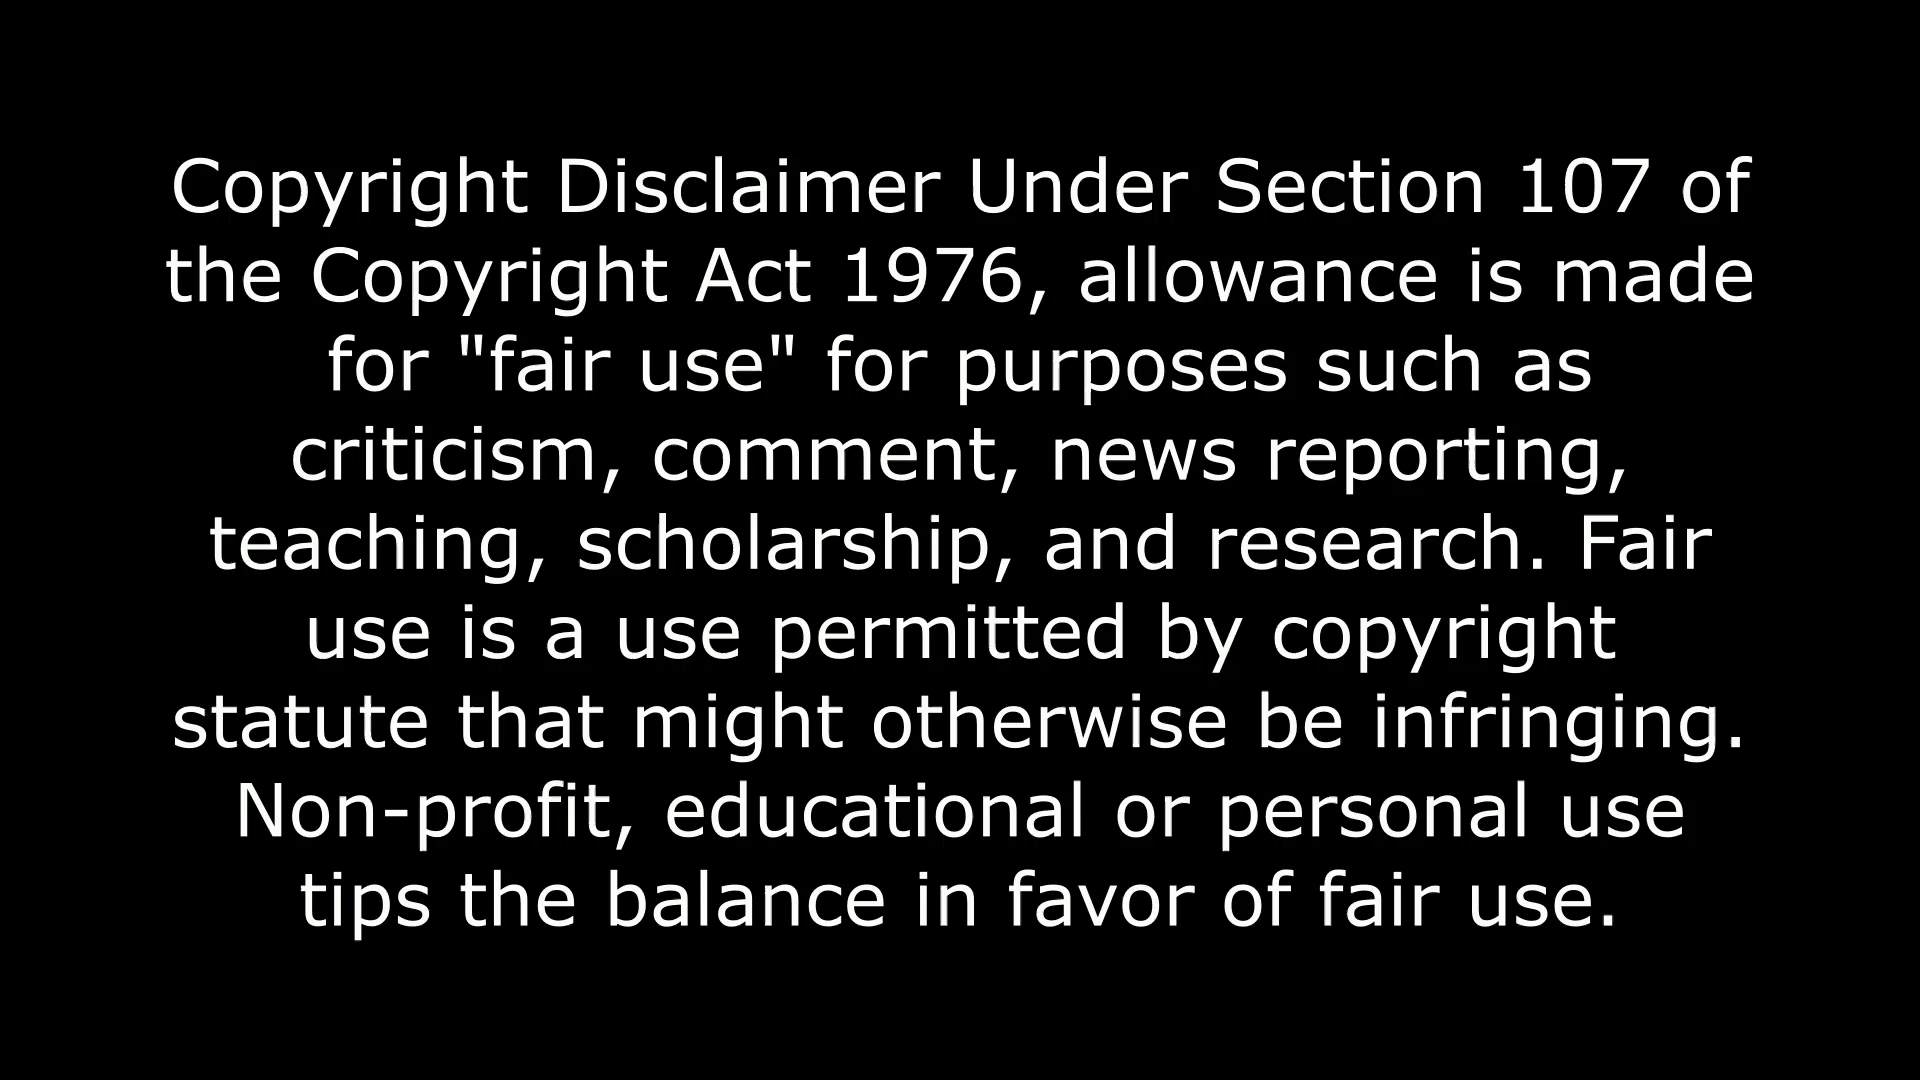 Copyright Disclaimer Under Section 107 of
the Copyright Act 1976, allowance is made
for "fair use" for purposes such as
criticism, comment, news reporting,
teaching, scholarship, and research. Fair
use is a use permitted by copyright
statute that might otherwise be infringing.
Non-profit, educational or personal use
tips the balance in favor of fair use.